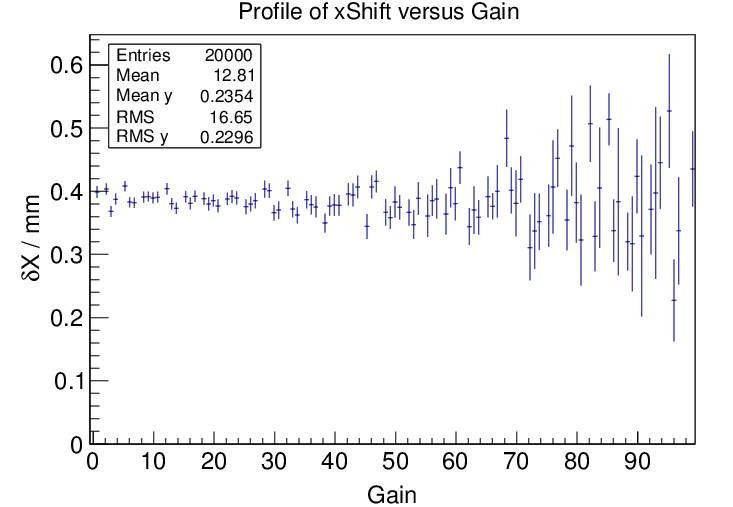 Profile of xShift versus Gain
Entries 20000
Mean 12.81
Mean y 0.2354
RMS 16.65
RMS y 0.2296
δX / mm
0.6
0.5
0.4
0.3
0.2
0.1
0
0 10 20 30 40 50 60 70 80 90
Gain